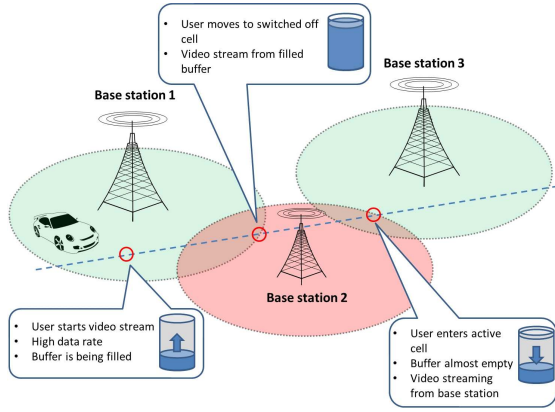 • User moves to switched off
cell
• Video stream from filled
buffer
Base station 3
Base station 1
Base station 2
• User starts video stream
• High data rate
• Buffer is being filled
• User enters active
cell
• Buffer almost empty
• Video streaming
from base station